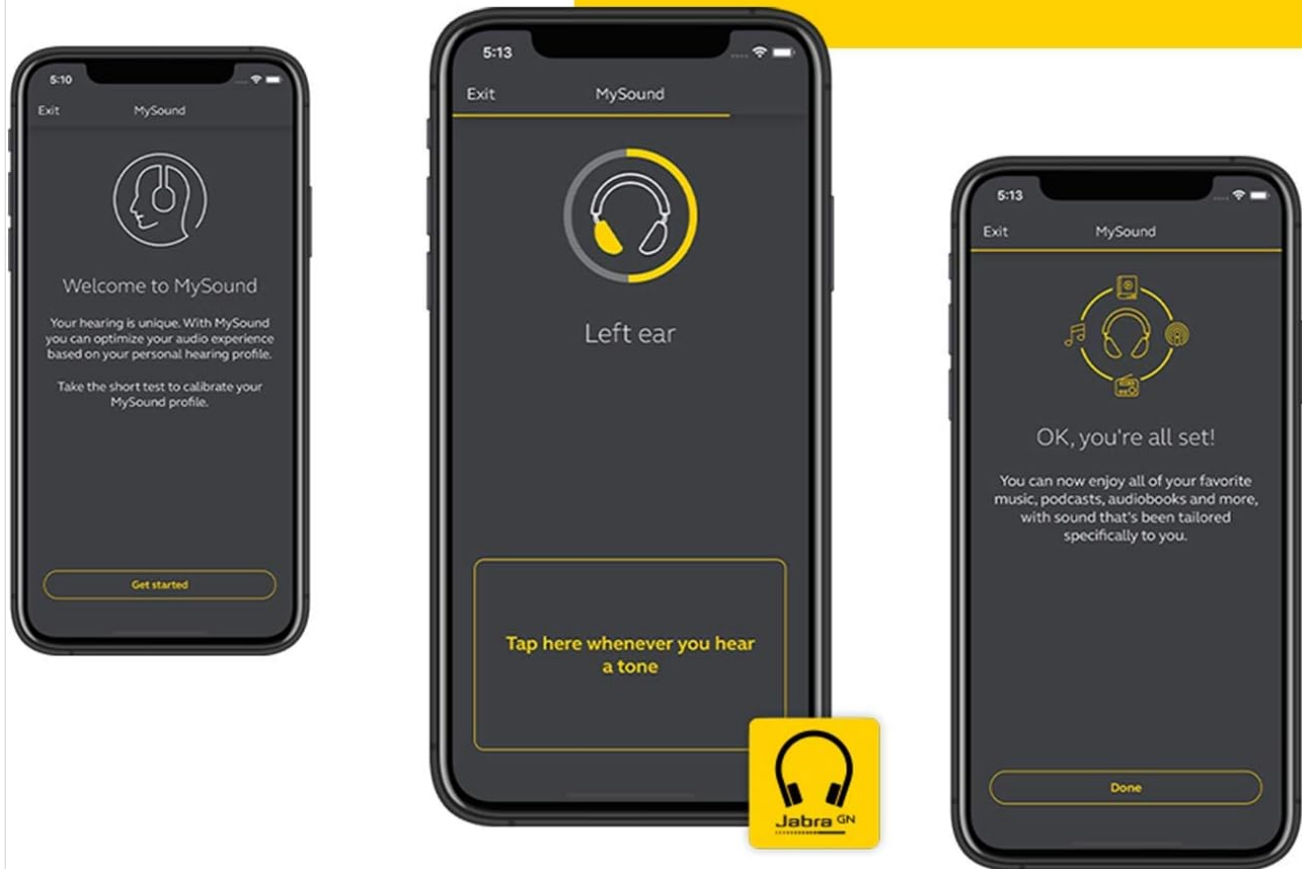 5:10
Exit
MySound
Welcome to MySound
Your hearing is unique. With MySound
you can optimize your audio experience
based on your personal hearing profile.
Take the short test to calibrate your
MySound profile.
Get started
5:13
Exit
MySound
Left ear
Tap here whenever you hear
a tone
Jabra GN
5:13
Exit
MySound
OK, you're all set!
You can now enjoy all of your favorite
music, podcasts, audiobooks and more,
with sound that's been tailored
specifically to you.
Done